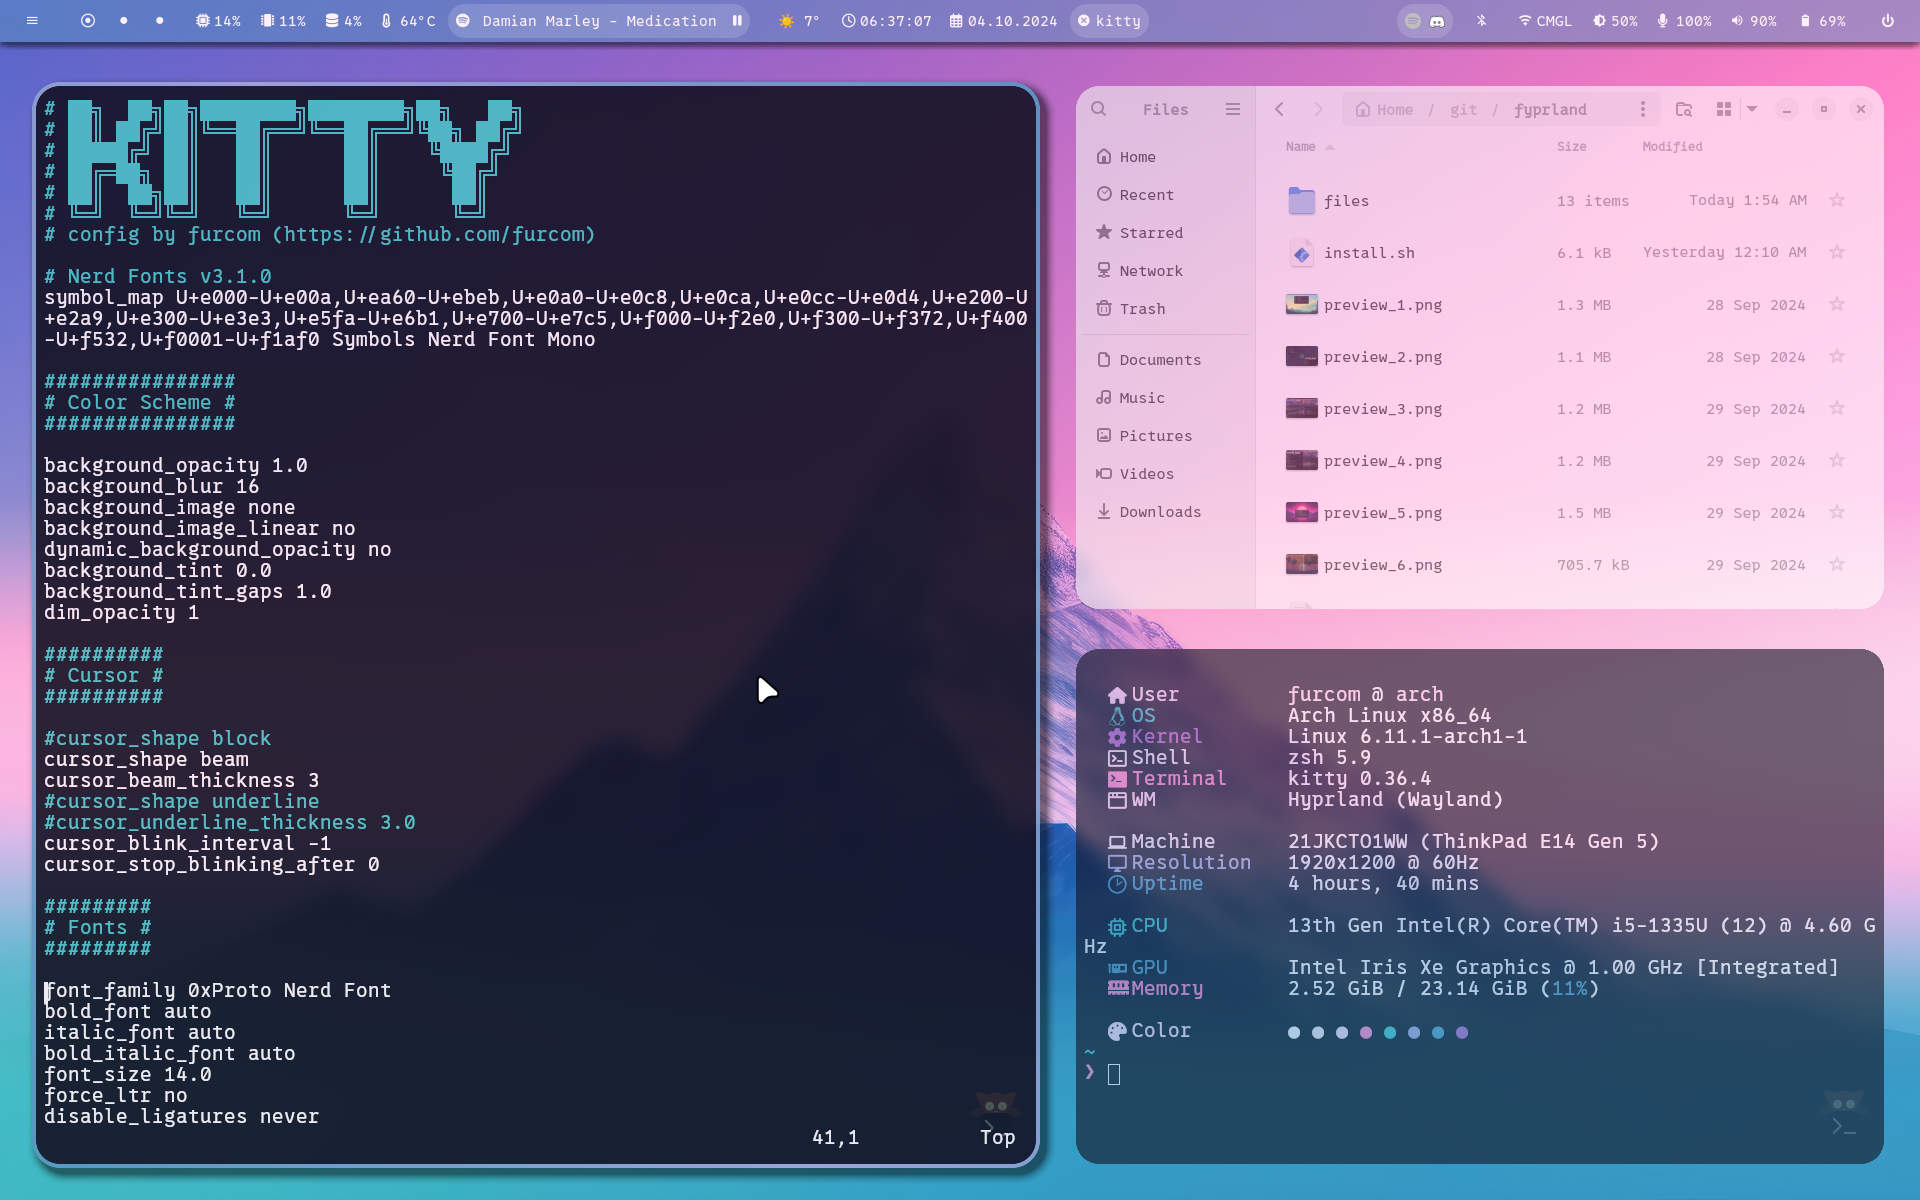 14% 11% 4% 64°C Damian Marley - Medication 7° 06:37:07 04.10.2024 kitty CMGL 50% 100% 90% 69%
# KITTY
#
#
#
#
#
# config by furcom (https://github.com/furcom)
# Nerd Fonts v3.1.0
symbol_map U+e000-U+e00a,U+ea60-U+ebeb,U+e0a0-U+e0c8,U+e0ca,U+e0cc-U+e0d4,U+e200-U
+e2a9,U+e300-U+e3e3,U+e5fa-U+e6b1,U+e700-U+e7c5,U+f000-U+f2e0,U+f300-U+f372,U+f400
-U+f532,U+f0001-U+f1af0 Symbols Nerd Font Mono
################
# Color Scheme #
################
background_opacity 1.0
background_blur 16
background_image none
background_image_linear no
dynamic_background_opacity no
background_tint 0.0
background_tint_gaps 1.0
dim_opacity 1
##########
# Cursor #
##########
#cursor_shape block
cursor_shape beam
cursor_beam_thickness 3
#cursor_shape underline
#cursor_underline_thickness 3.0
cursor_blink_interval -1
cursor_stop_blinking_after 0
#########
# Fonts #
#########
font_family 0xProto Nerd Font
bold_font auto
italic_font auto
bold_italic_font auto
font_size 14.0
force_ltr no
disable_ligatures never
41,1 Top
Files
Home
Recent
Starred
Network
Trash
Documents
Music
Pictures
Videos
Downloads
Home / git / fyprland
Name Size Modified
files 13 items Today 1:54 AM
install.sh 6.1 kB Yesterday 12:10 AM
preview_1.png 1.3 MB 28 Sep 2024
preview_2.png 1.1 MB 28 Sep 2024
preview_3.png 1.2 MB 29 Sep 2024
preview_4.png 1.2 MB 29 Sep 2024
preview_5.png 1.5 MB 29 Sep 2024
preview_6.png 705.7 kB 29 Sep 2024
User furcom @ arch
OS Arch Linux x86_64
Kernel Linux 6.11.1-arch1-1
Shell zsh 5.9
Terminal kitty 0.36.4
WM Hyprland (Wayland)
Machine 21JKCTO1WW (ThinkPad E14 Gen 5)
Resolution 1920x1200 @ 60Hz
Uptime 4 hours, 40 mins
CPU 13th Gen Intel(R) Core(TM) i5-1335U (12) @ 4.60 G
Hz
GPU Intel Iris Xe Graphics @ 1.00 GHz [Integrated]
Memory 2.52 GiB / 23.14 GiB (11%)
Color
~
❯